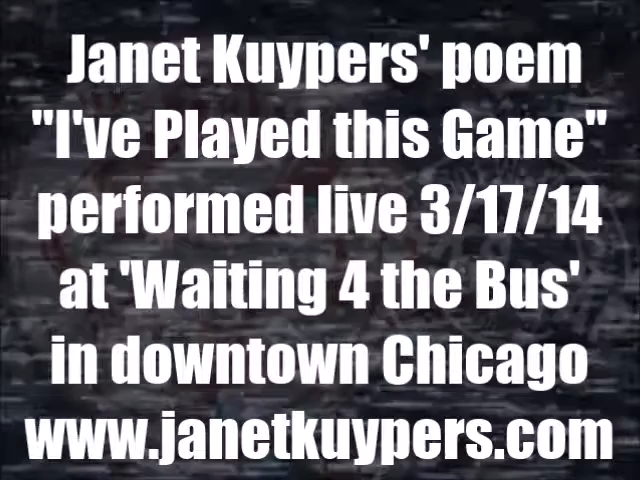 Janet Kuypers' poem
"I've Played this Game"
performed live 3/17/14
at 'Waiting 4 the Bus'
in downtown Chicago
www.janetkuypers.com